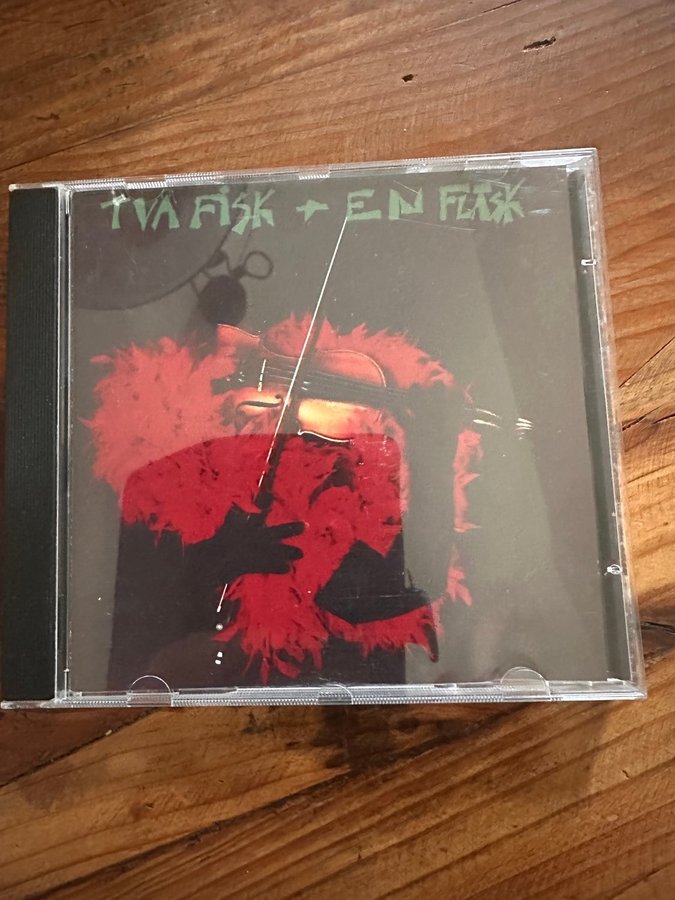 TVÅ FiSK + EN FLÄSK